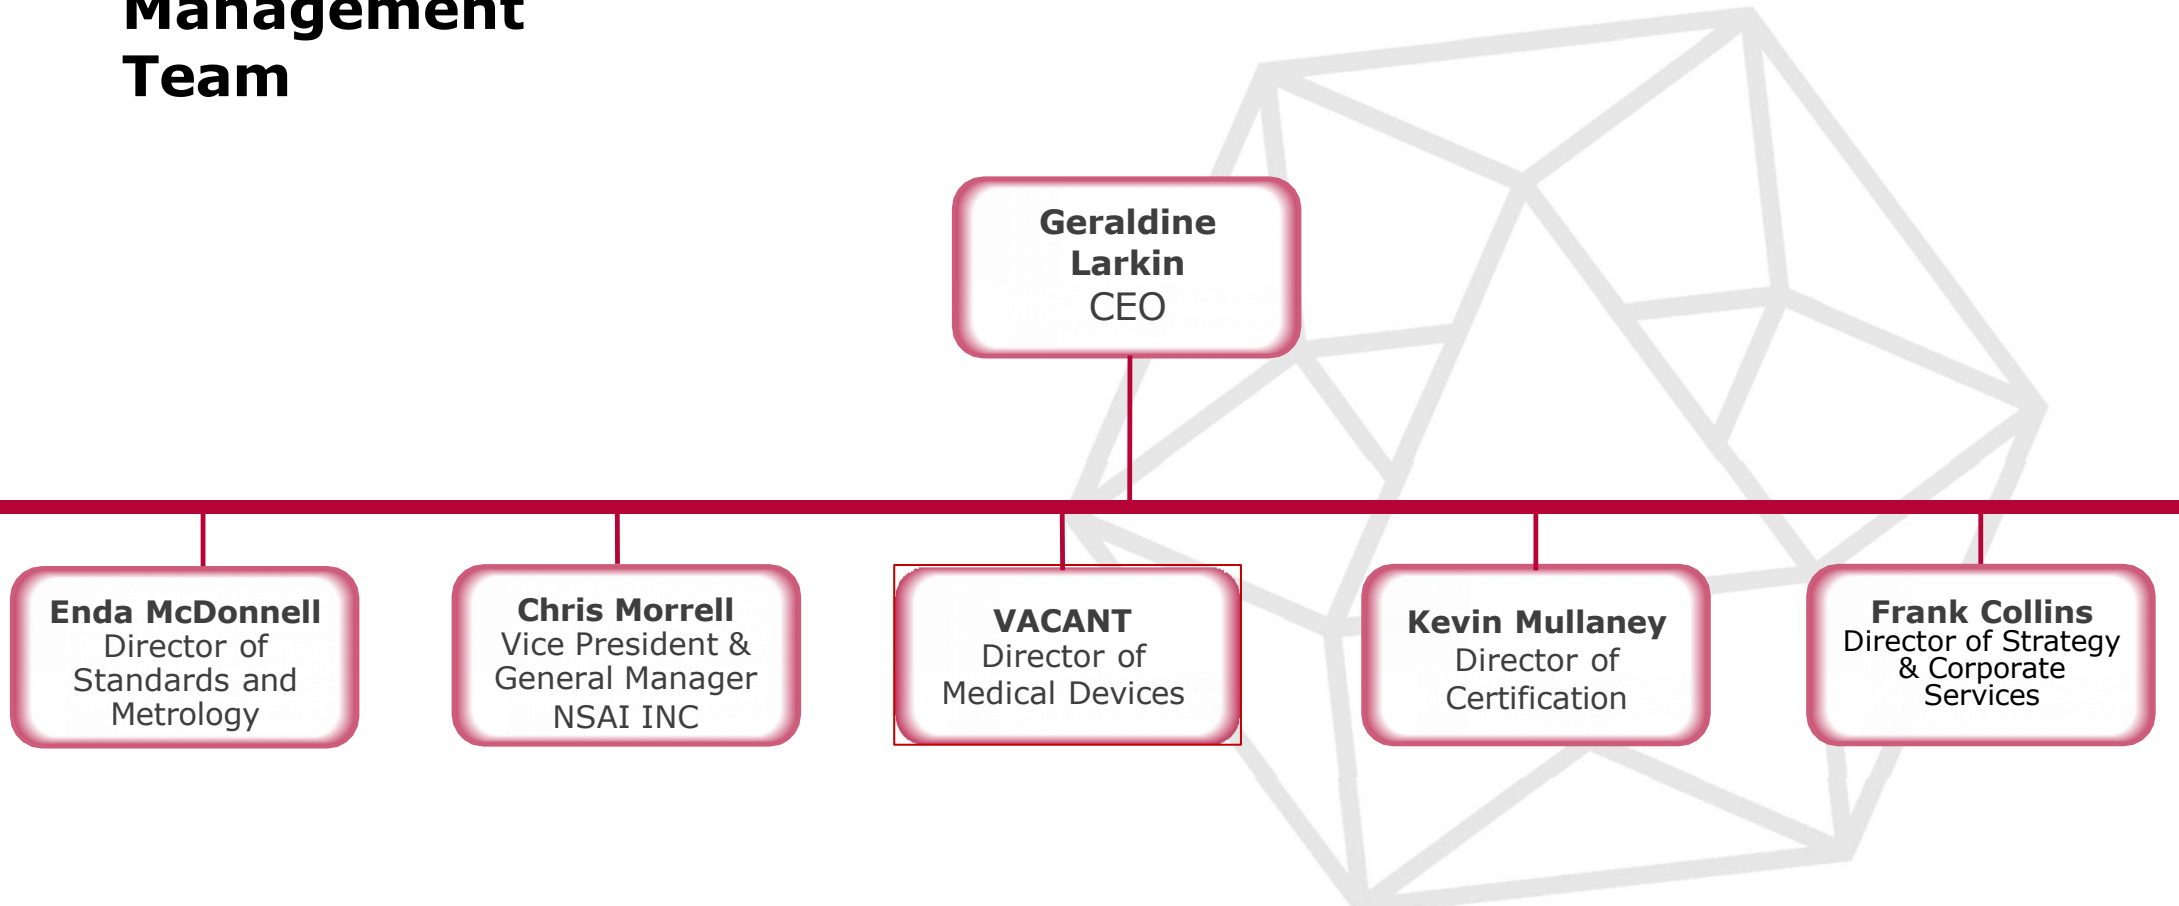 Management
Team
Geraldine
Larkin
CEO
Enda McDonnell
Director of
Standards and
Metrology
Chris Morrell
Vice President &
General Manager
NSAI INC
VACANT
Director of
Medical Devices
Kevin Mullaney
Director of
Certification
Frank Collins
Director of Strategy
& Corporate
Services